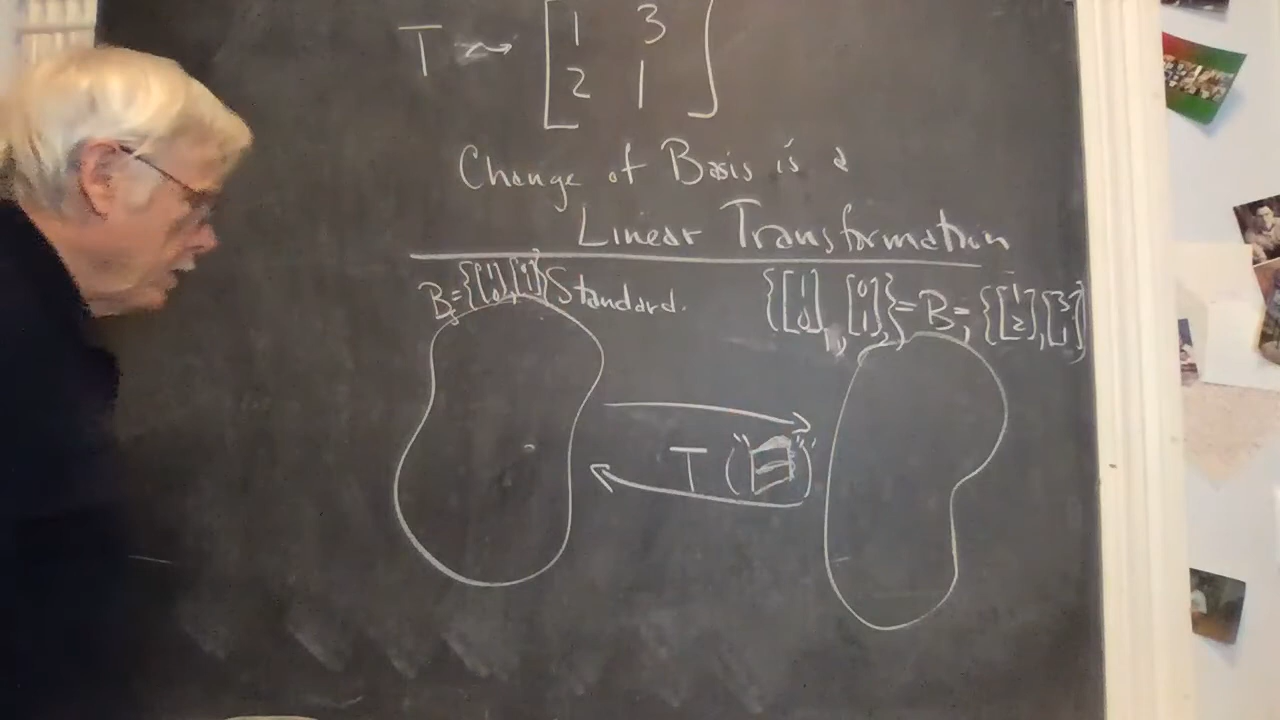 T ⇝ [1 3
2 1]
Change of Basis is a
Linear Transformation
B = {[1 0], [0 1]} Standard.
{[1 0], [0 1]} = B = {[1 2], [3 1]}
T (" ")